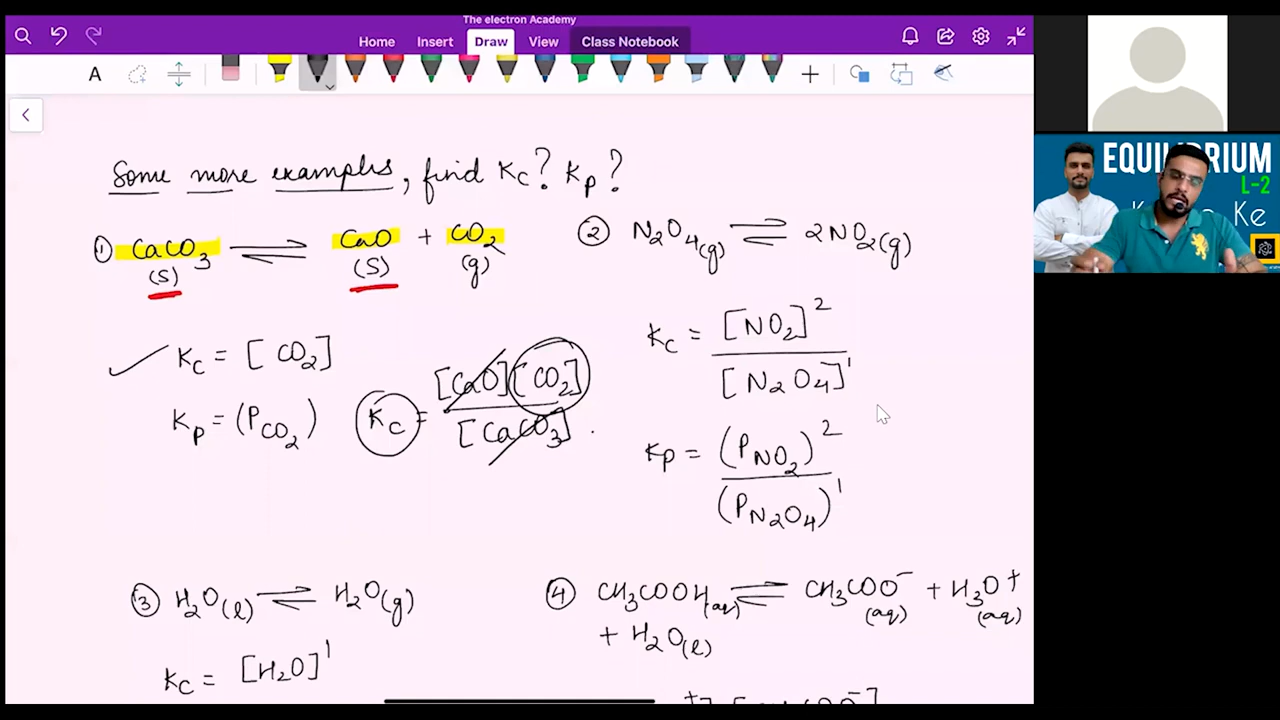 The electron Academy
Home Insert Draw View Class Notebook
A
Some more examples, find Kc? Kp?
① CaCO3 (s) ⇌ CaO (s) + CO2 (g)
② N2O4(g) ⇌ 2NO2(g)
Kc = [CO2]
Kp = (PCO2)
Kc = [CaO][CO2] / [CaCO3].
Kc = [NO2]² / [N2O4]¹
Kp = (PNO2)² / (PN2O4)¹
③ H2O(l) ⇌ H2O(g)
Kc = [H2O]¹
④ CH3COOH(aq) ⇌ CH3COO⁻(aq) + H3O⁺(aq)
+ H2O(l)
EQUILIBRIUM
L-2
Ke